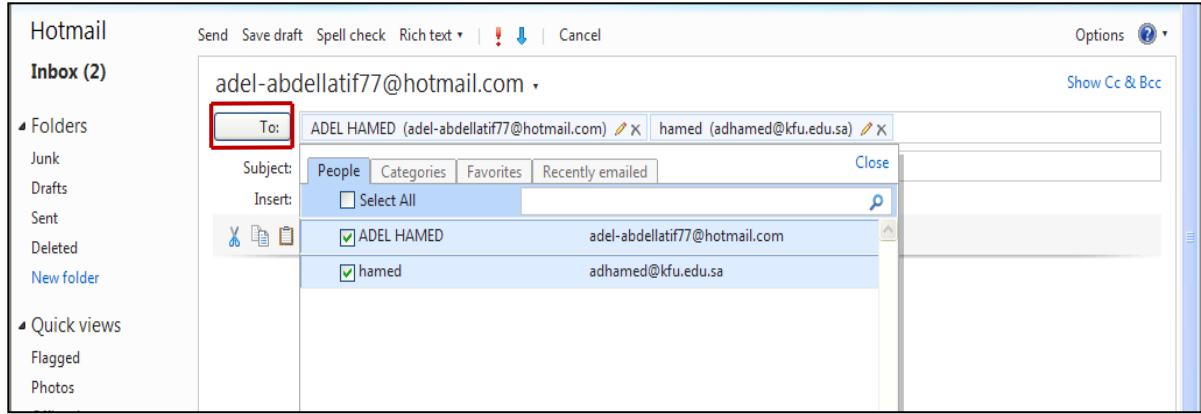 Hotmail
Send Save draft Spell check Rich text Cancel
Options
Inbox (2)
adel-abdellatif77@hotmail.com
Show Cc & Bcc
Folders
To: ADEL HAMED (adel-abdellatif77@hotmail.com) hamed (adhamed@kfu.edu.sa)
Junk
Subject:
People Categories Favorites Recently emailed
Close
Drafts
Insert:
Select All
Sent
ADEL HAMED adel-abdellatif77@hotmail.com
Deleted
hamed adhamed@kfu.edu.sa
New folder
Quick views
Flagged
Photos